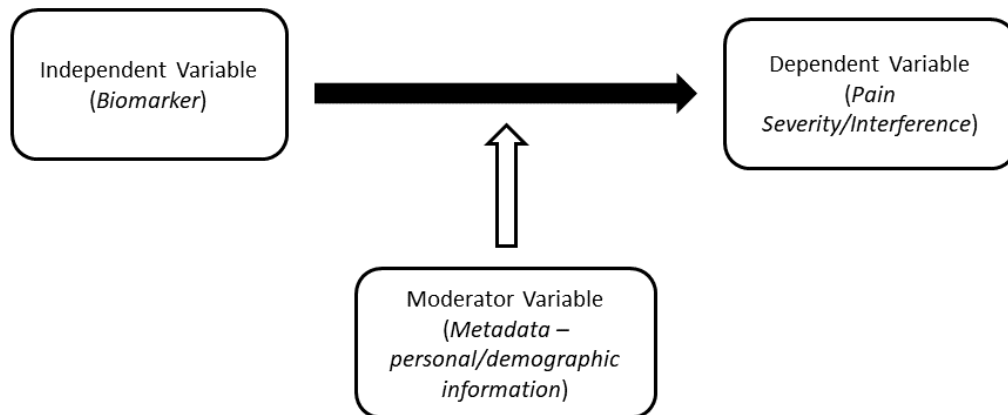 Independent Variable
(Biomarker)
Dependent Variable
(Pain
Severity/Interference)
Moderator Variable
(Metadata –
personal/demographic
information)